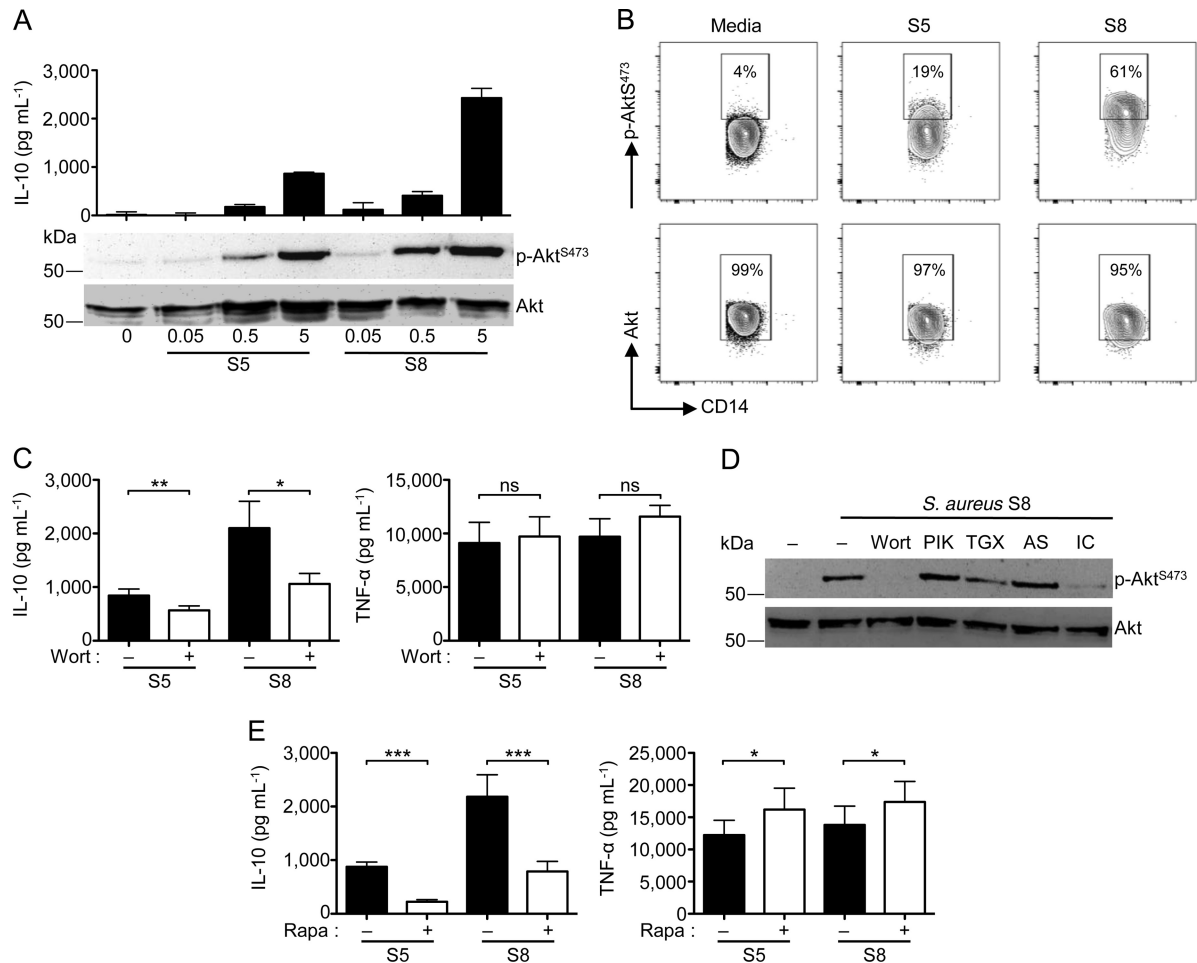 A
IL-10 (pg mL-1)
3,000
2,000
1,000
0
kDa
50
p-AktS473
50
Akt
0 0.05 0.5 5 0.05 0.5 5
S5 S8
B
Media S5 S8
p-AktS473
4% 19% 61%
Akt
99% 97% 95%
CD14
C
IL-10 (pg mL-1)
3,000
2,000
1,000
0
** *
Wort : – + – +
S5 S8
TNF-α (pg mL-1)
15,000
10,000
5,000
0
ns ns
Wort : – + – +
S5 S8
D
S. aureus S8
kDa – – Wort PIK TGX AS IC
50
p-AktS473
50
Akt
E
IL-10 (pg mL-1)
3,000
2,000
1,000
0
*** ***
Rapa : – + – +
S5 S8
TNF-α (pg mL-1)
25,000
20,000
15,000
10,000
5,000
0
* *
Rapa : – + – +
S5 S8